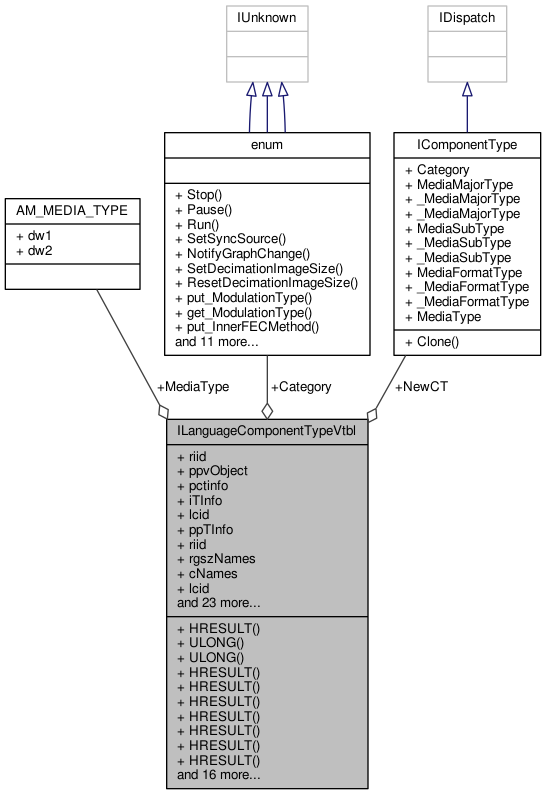 IUnknown
IDispatch
enum
+ Stop()
+ Pause()
+ Run()
+ SetSyncSource()
+ NotifyGraphChange()
+ SetDecimationImageSize()
+ ResetDecimationImageSize()
+ put_ModulationType()
+ get_ModulationType()
+ put_InnerFECMethod()
and 11 more...
IComponentType
+ Category
+ MediaMajorType
+ _MediaMajorType
+ _MediaMajorType
+ MediaSubType
+ _MediaSubType
+ _MediaSubType
+ MediaFormatType
+ _MediaFormatType
+ _MediaFormatType
+ MediaType
+ Clone()
AM_MEDIA_TYPE
+ dw1
+ dw2
+MediaType
+Category
+NewCT
ILanguageComponentTypeVtbl
+ riid
+ ppvObject
+ pctinfo
+ iTInfo
+ lcid
+ ppTInfo
+ riid
+ rgszNames
+ cNames
+ lcid
and 23 more...
+ HRESULT()
+ ULONG()
+ ULONG()
+ HRESULT()
+ HRESULT()
+ HRESULT()
+ HRESULT()
+ HRESULT()
+ HRESULT()
+ HRESULT()
and 16 more...